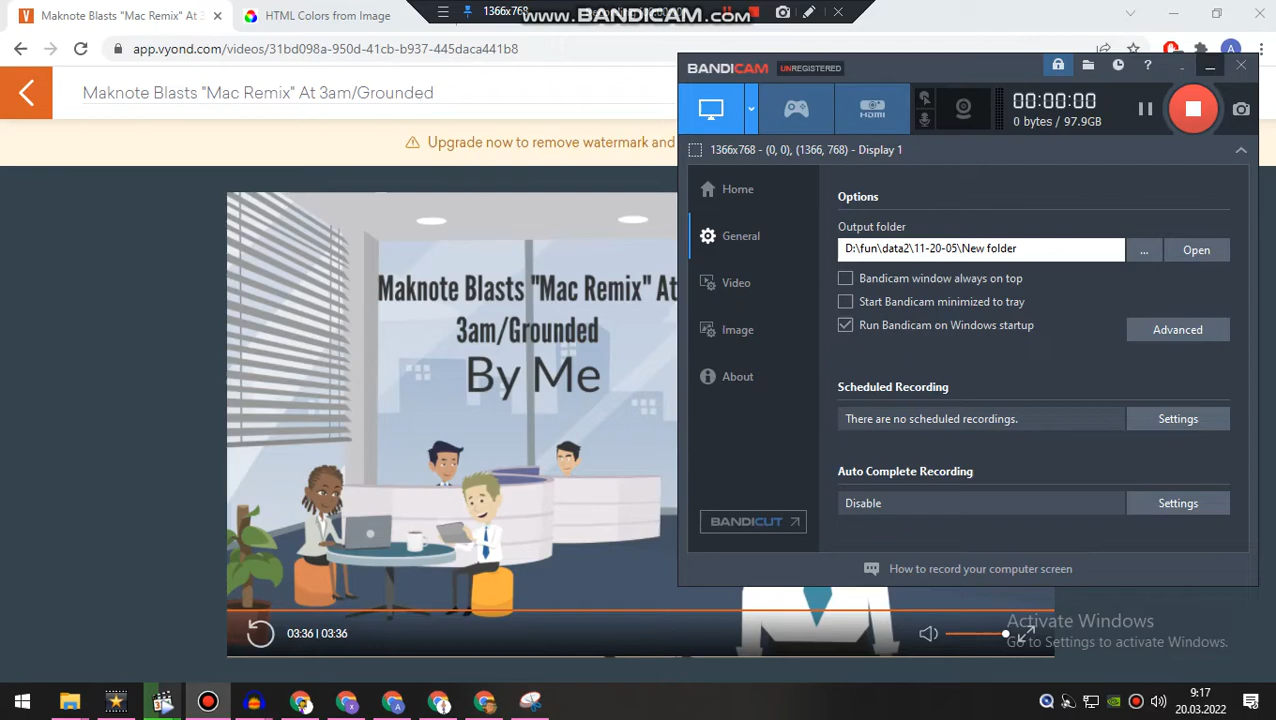 Maknote Blasts "Mac Remix" At 3
HTML Colors from Image
1366x768
www.BANDICAM.com
app.vyond.com/videos/31bd098a-950d-41cb-b937-445daca441b8
A
Maknote Blasts "Mac Remix" At 3am/Grounded
Upgrade now to remove watermark and
BANDICAM UNREGISTERED
HDMI
00:00:00
0 bytes / 97.9GB
1366x768 - (0, 0), (1366, 768) - Display 1
Home
General
Video
Image
About
BANDICUT
Options
Output folder
D:\fun\data2\11-20-05\New folder
...
Open
Bandicam window always on top
Start Bandicam minimized to tray
Run Bandicam on Windows startup
Advanced
Scheduled Recording
There are no scheduled recordings.
Settings
Auto Complete Recording
Disable
Settings
How to record your computer screen
Maknote Blasts "Mac Remix" At
3am/Grounded
By Me
03:36 | 03:36
Activate Windows
Go to Settings to activate Windows.
9:17
20.03.2022